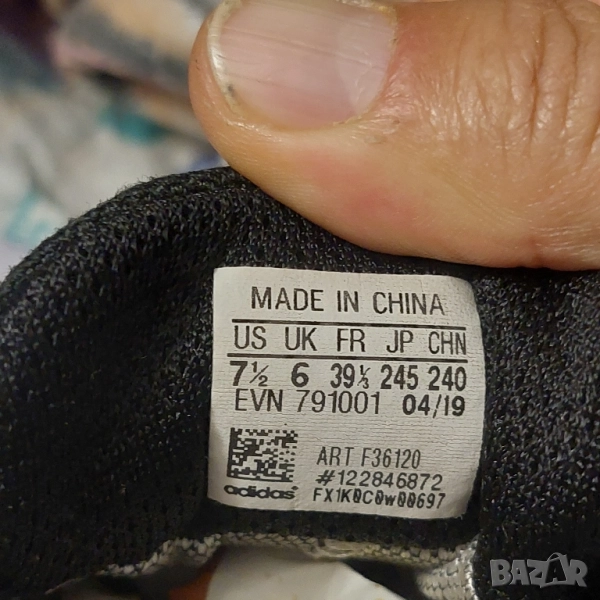 MADE IN CHINA
US UK FR JP CHN
7½ 6 39⅓ 245 240
EVN 791001 04/19
ART F36120
#122846872
adidas FX1K0C0w00697
BAZAR